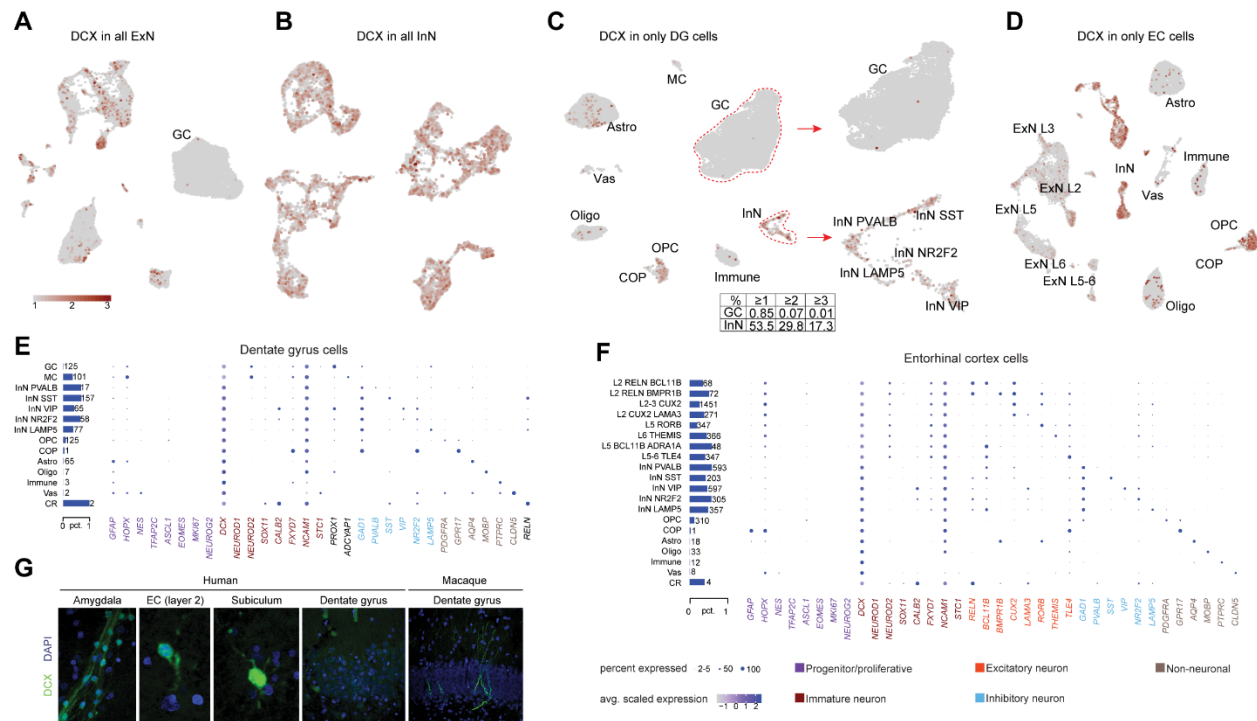 A
DCX in all ExN
GC
1 2 3
B
DCX in all InN
C
DCX in only DG cells
MC
GC
GC
Astro
Vas
Oligo
OPC
COP
Immune
InN
InN PVALB
InN SST
InN NR2F2
InN LAMP5
InN VIP
% ≥1 ≥2 ≥3
GC 0.85 0.07 0.01
InN 53.5 29.8 17.3
D
DCX in only EC cells
Astro
ExN L3
InN
Immune
Vas
ExN L2
ExN L5
ExN L6
ExN L5-6
OPC
COP
Oligo
E
Dentate gyrus cells
GC 125
MC 101
InN PVALB 17
InN SST 157
InN VIP 65
InN NR2F2 58
InN LAMP5 77
OPC 125
COP 1
Astro 65
Oligo 7
Immune 3
Vas 2
CR 2
0 pct. 1
GFAP
HOPX
NES
TFAP2C
ASCL1
EOMES
MKI67
NEUROG2
DCX
NEUROD1
NEUROD2
SOX11
CALB2
FXYD7
NCAM1
STC1
PROX1
ADCYAP1
GAD1
PVALB
SST
VIP
NR2F2
LAMP5
PDGFRA
GPR17
AQP4
MOBP
PTPRC
CLDN5
RELN
F
Entorhinal cortex cells
L2 RELN BCL11B 68
L2 RELN BMPR1B 72
L2-3 CUX2 1451
L2 CUX2 LAMA3 271
L5 RORB 347
L6 THEMIS 366
L5 BCL11B ADRA1A 48
L5-6 TLE4 347
InN PVALB 593
InN SST 203
InN VIP 597
InN NR2F2 305
InN LAMP5 357
OPC 310
COP 1
Astro 18
Oligo 33
Immune 12
Vas 8
CR 4
0 pct. 1
GFAP
HOPX
NES
TFAP2C
ASCL1
EOMES
MKI67
NEUROG2
DCX
NEUROD1
NEUROD2
SOX11
CALB2
FXYD7
NCAM1
STC1
RELN
BCL11B
BMPR1B
CUX2
LAMA3
RORB
THEMIS
TLE4
GAD1
PVALB
SST
VIP
NR2F2
LAMP5
PDGFRA
GPR17
AQP4
MOBP
PTPRC
CLDN5
percent expressed 2-5 50 100
avg. scaled expression −1 0 1 2
Progenitor/proliferative
Immature neuron
Excitatory neuron
Inhibitory neuron
Non-neuronal
G
Human
Macaque
Amygdala
EC (layer 2)
Subiculum
Dentate gyrus
Dentate gyrus
DCX DAPI